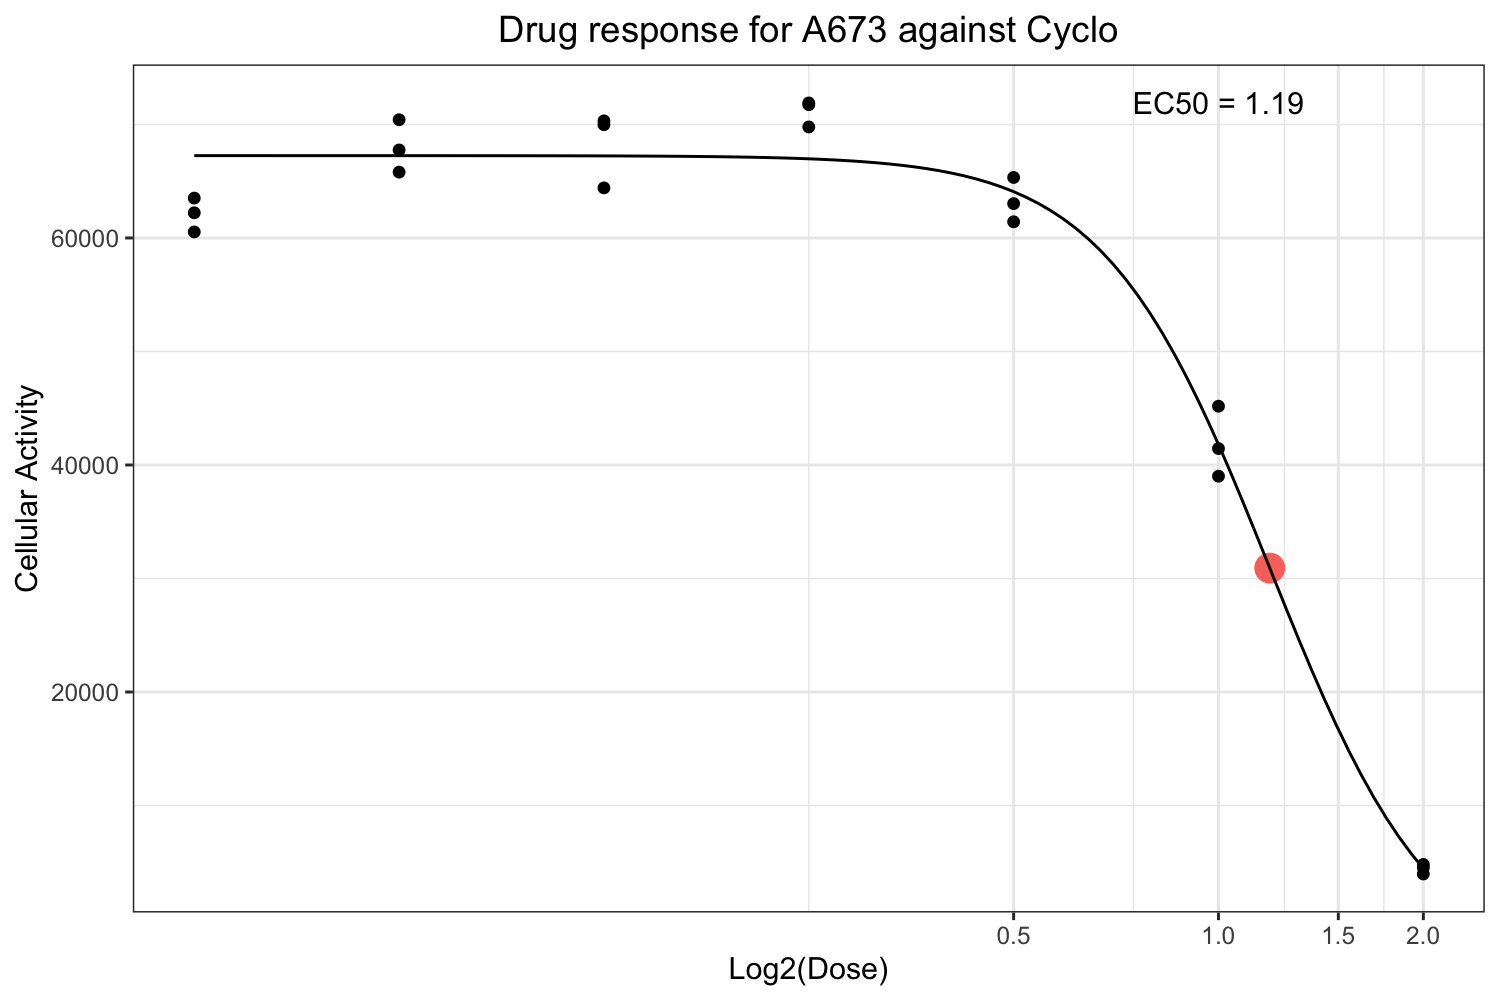 Drug response for A673 against Cyclo
EC50 = 1.19
60000
40000
20000
Cellular Activity
0.5 1.0 1.5 2.0
Log2(Dose)